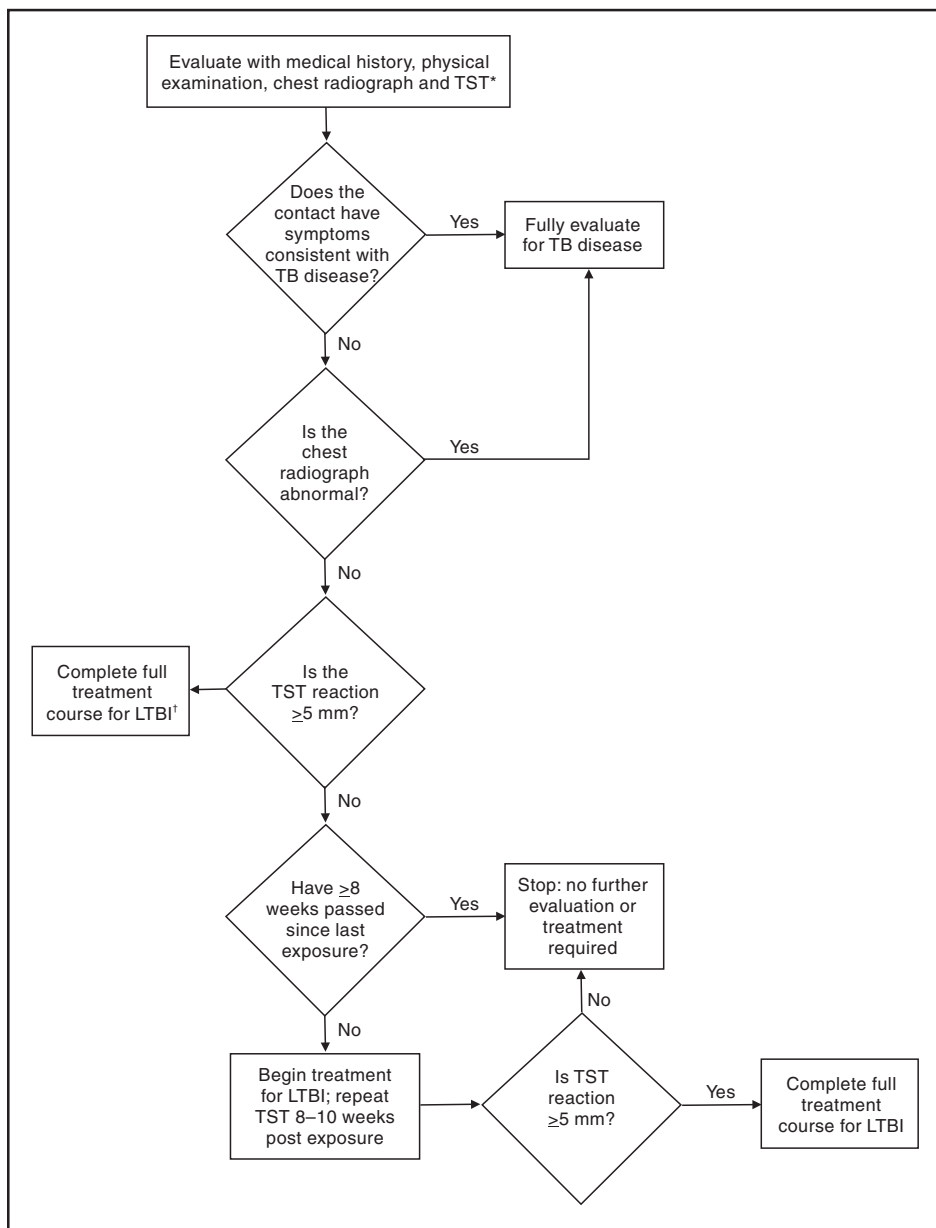 Evaluate with medical history, physical
examination, chest radiograph and TST*
Does the
contact have
symptoms
consistent with
TB disease?
Yes
Fully evaluate
for TB disease
No
Is the
chest
radiograph
abnormal?
Yes
No
Complete full
treatment
course for LTBI†
Is the
TST reaction
≥5 mm?
No
Have ≥8
weeks passed
since last
exposure?
Yes
Stop: no further
evaluation or
treatment
required
No
No
Begin treatment
for LTBI; repeat
TST 8–10 weeks
post exposure
Is TST
reaction
≥5 mm?
Yes
Complete full
treatment
course for LTBI